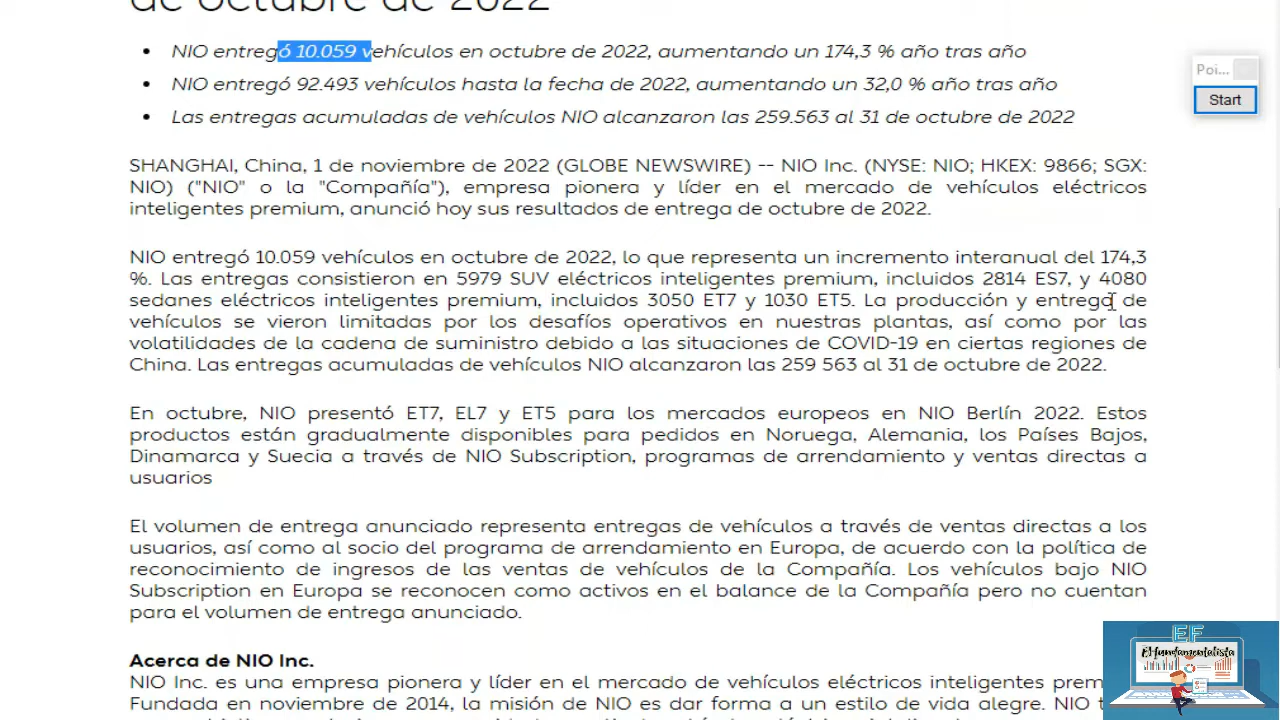 de octubre de 2022
NIO entregó 10.059 vehículos en octubre de 2022, aumentando un 174,3 % año tras año
NIO entregó 92.493 vehículos hasta la fecha de 2022, aumentando un 32,0 % año tras año
Las entregas acumuladas de vehículos NIO alcanzaron las 259.563 al 31 de octubre de 2022
Poi...
Start
SHANGHAI, China, 1 de noviembre de 2022 (GLOBE NEWSWIRE) -- NIO Inc. (NYSE: NIO; HKEX: 9866; SGX:
NIO) ("NIO" o la "Compañía"), empresa pionera y líder en el mercado de vehículos eléctricos
inteligentes premium, anunció hoy sus resultados de entrega de octubre de 2022.
NIO entregó 10.059 vehículos en octubre de 2022, lo que representa un incremento interanual del 174,3
%. Las entregas consistieron en 5979 SUV eléctricos inteligentes premium, incluidos 2814 ES7, y 4080
sedanes eléctricos inteligentes premium, incluidos 3050 ET7 y 1030 ET5. La producción y entrega de
vehículos se vieron limitadas por los desafíos operativos en nuestras plantas, así como por las
volatilidades de la cadena de suministro debido a las situaciones de COVID-19 en ciertas regiones de
China. Las entregas acumuladas de vehículos NIO alcanzaron las 259 563 al 31 de octubre de 2022.
En octubre, NIO presentó ET7, EL7 y ET5 para los mercados europeos en NIO Berlín 2022. Estos
productos están gradualmente disponibles para pedidos en Noruega, Alemania, los Países Bajos,
Dinamarca y Suecia a través de NIO Subscription, programas de arrendamiento y ventas directas a
usuarios
El volumen de entrega anunciado representa entregas de vehículos a través de ventas directas a los
usuarios, así como al socio del programa de arrendamiento en Europa, de acuerdo con la política de
reconocimiento de ingresos de las ventas de vehículos de la Compañía. Los vehículos bajo NIO
Subscription en Europa se reconocen como activos en el balance de la Compañía pero no cuentan
para el volumen de entrega anunciado.
EF
El fundamentalista
Acerca de NIO Inc.
NIO Inc. es una empresa pionera y líder en el mercado de vehículos eléctricos inteligentes
Fundada en noviembre de 2014, la misión de NIO es dar forma a un estilo de vida alegre. NIO